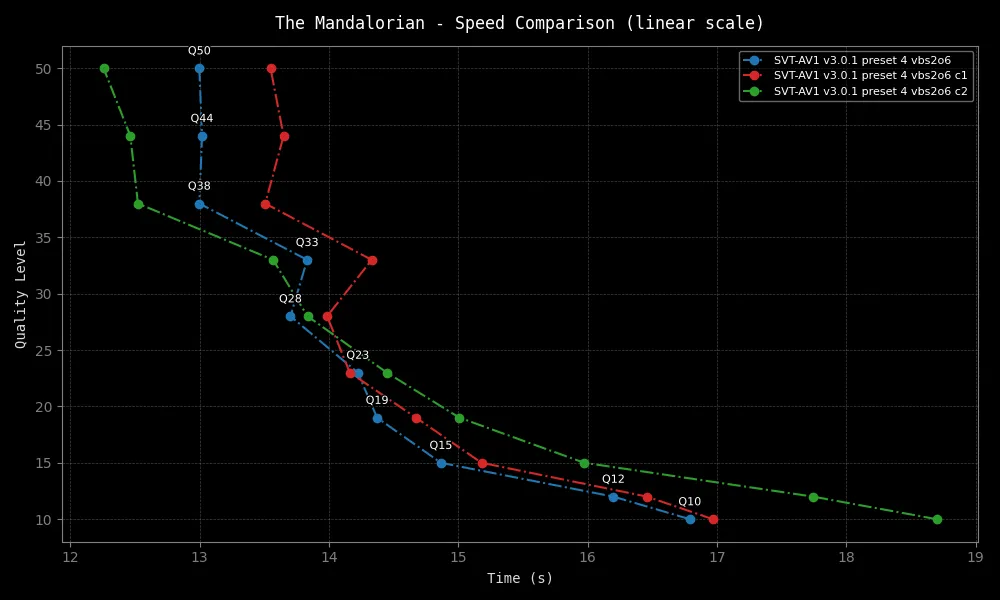 The Mandalorian - Speed Comparison (linear scale)
SVT-AV1 v3.0.1 preset 4 vbs2o6
SVT-AV1 v3.0.1 preset 4 vbs2o6 c1
SVT-AV1 v3.0.1 preset 4 vbs2o6 c2
Quality Level
50
45
40
35
30
25
20
15
10
Q50
Q44
Q38
Q33
Q28
Q23
Q19
Q15
Q12
Q10
12 13 14 15 16 17 18 19
Time (s)